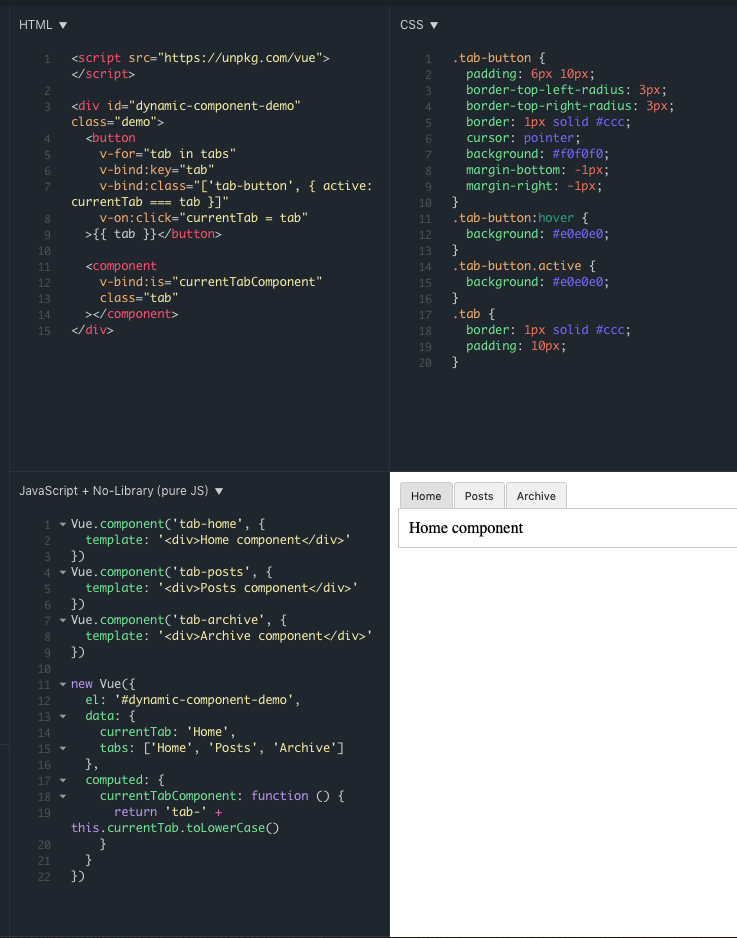 HTML ▼
1 <script src="https://unpkg.com/vue">
</script>
2
3 <div id="dynamic-component-demo"
class="demo">
4 <button
5 v-for="tab in tabs"
6 v-bind:key="tab"
7 v-bind:class="['tab-button', { active:
currentTab === tab }]"
8 v-on:click="currentTab = tab"
9 >{{ tab }}</button>
10
11 <component
12 v-bind:is="currentTabComponent"
13 class="tab"
14 ></component>
15 </div>
CSS ▼
1 .tab-button {
2 padding: 6px 10px;
3 border-top-left-radius: 3px;
4 border-top-right-radius: 3px;
5 border: 1px solid #ccc;
6 cursor: pointer;
7 background: #f0f0f0;
8 margin-bottom: -1px;
9 margin-right: -1px;
10 }
11 .tab-button:hover {
12 background: #e0e0e0;
13 }
14 .tab-button.active {
15 background: #e0e0e0;
16 }
17 .tab {
18 border: 1px solid #ccc;
19 padding: 10px;
20 }
JavaScript + No-Library (pure JS) ▼
1 Vue.component('tab-home', {
2 template: '<div>Home component</div>'
3 })
4 Vue.component('tab-posts', {
5 template: '<div>Posts component</div>'
6 })
7 Vue.component('tab-archive', {
8 template: '<div>Archive component</div>'
9 })
10
11 new Vue({
12 el: '#dynamic-component-demo',
13 data: {
14 currentTab: 'Home',
15 tabs: ['Home', 'Posts', 'Archive']
16 },
17 computed: {
18 currentTabComponent: function () {
19 return 'tab-' +
this.currentTab.toLowerCase()
20 }
21 }
22 })
Home Posts Archive
Home component